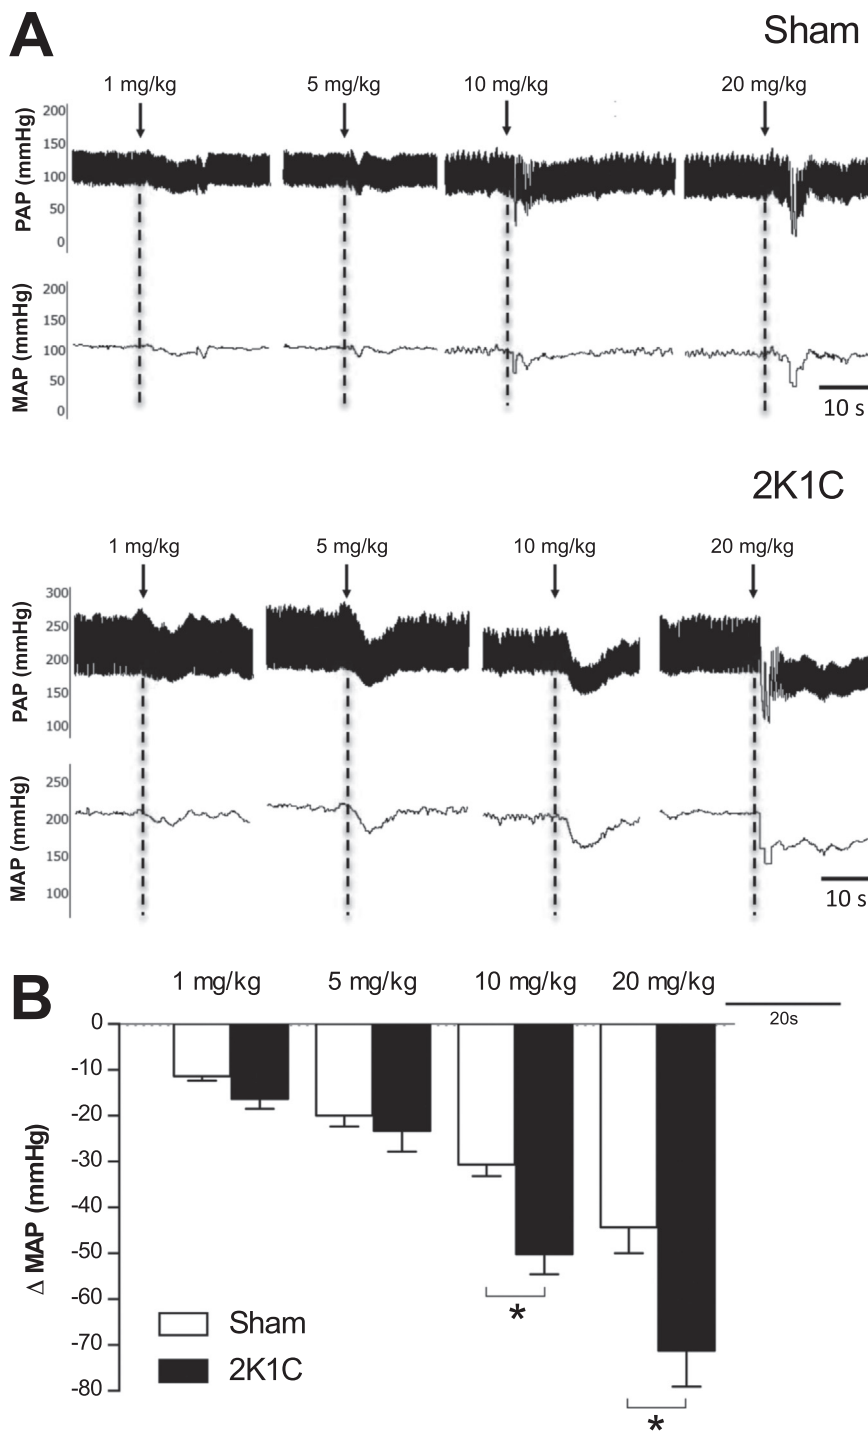 A
Sham
1 mg/kg 5 mg/kg 10 mg/kg 20 mg/kg
PAP (mmHg)
200
150
100
50
0
MAP (mmHg)
200
150
100
50
0
10 s
2K1C
1 mg/kg 5 mg/kg 10 mg/kg 20 mg/kg
PAP (mmHg)
300
250
200
150
100
MAP (mmHg)
250
200
150
100
10 s
B
1 mg/kg 5 mg/kg 10 mg/kg 20 mg/kg
20s
Δ MAP (mmHg)
0
-10
-20
-30
-40
-50
-60
-70
-80
*
*
Sham
2K1C